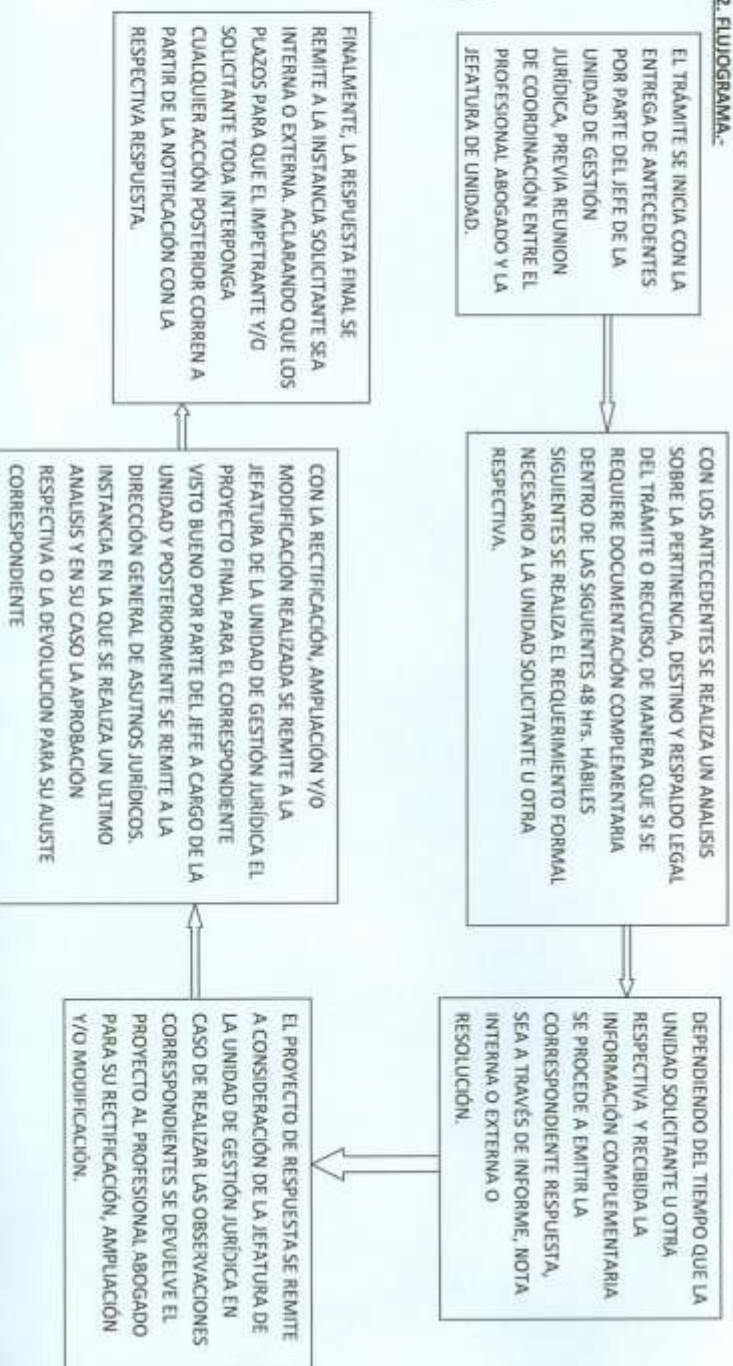 2. FLUJOGRAMA.-
EL TRÁMITE SE INICIA CON LA
ENTREGA DE ANTECEDENTES
POR PARTE DEL JEFE DE LA
UNIDAD DE GESTIÓN
JURÍDICA, PREVIA REUNION
DE COORDINACIÓN ENTRE EL
PROFESIONAL ABOGADO Y LA
JEFATURA DE UNIDAD.
CON LOS ANTECEDENTES SE REALIZA UN ANALISIS
SOBRE LA PERTINENCIA, DESTINO Y RESPALDO LEGAL
DEL TRÁMITE O RECURSO, DE MANERA QUE SI SE
REQUIERE DOCUMENTACIÓN COMPLEMENTARIA
DENTRO DE LAS SIGUIENTES 48 Hrs. HÁBILES
SIGUIENTES SE REALIZA EL REQUERIMIENTO FORMAL
NECESARIO A LA UNIDAD SOLICITANTE U OTRA
RESPECTIVA.
DEPENDIENDO DEL TIEMPO QUE LA
UNIDAD SOLICITANTE U OTRA
RESPECTIVA Y RECIBIDA LA
INFORMACIÓN COMPLEMENTARIA
SE PROCEDE A EMITIR LA
CORRESPONDIENTE RESPUESTA,
SEA A TRAVÉS DE INFORME, NOTA
INTERNA O EXTERNA O
RESOLUCIÓN.
EL PROYECTO DE RESPUESTA SE REMITE
A CONSIDERACIÓN DE LA JEFATURA DE
LA UNIDAD DE GESTIÓN JURÍDICA EN
CASO DE REALIZAR LAS OBSERVACIONES
CORRESPONDIENTES SE DEVUELVE EL
PROYECTO AL PROFESIONAL ABOGADO
PARA SU RECTIFICACIÓN, AMPLIACIÓN
Y/O MODIFICACIÓN.
CON LA RECTIFICACIÓN, AMPLIACIÓN Y/O
MODIFICACIÓN REALIZADA SE REMITE A LA
JEFATURA DE LA UNIDAD DE GESTIÓN JURÍDICA EL
PROYECTO FINAL PARA EL CORRESPONDIENTE
VISTO BUENO POR PARTE DEL JEFE A CARGO DE LA
UNIDAD Y POSTERIORMENTE SE REMITE A LA
DIRECCIÓN GENERAL DE ASUTNOS JURÍDICOS.
INSTANCIA EN LA QUE SE REALIZA UN ULTIMO
ANALISIS Y EN SU CASO LA APROBACIÓN
RESPECTIVA O LA DEVOLUCION PARA SU AJUSTE
CORRESPONDIENTE
FINALMENTE, LA RESPUESTA FINAL SE
REMITE A LA INSTANCIA SOLICITANTE SEA
INTERNA O EXTERNA. ACLARANDO QUE LOS
PLAZOS PARA QUE EL IMPETRANTE Y/O
SOLICITANTE TODA INTERPONGA
CUALQUIER ACCIÓN POSTERIOR CORREN A
PARTIR DE LA NOTIFICACIÓN CON LA
RESPECTIVA RESPUESTA.